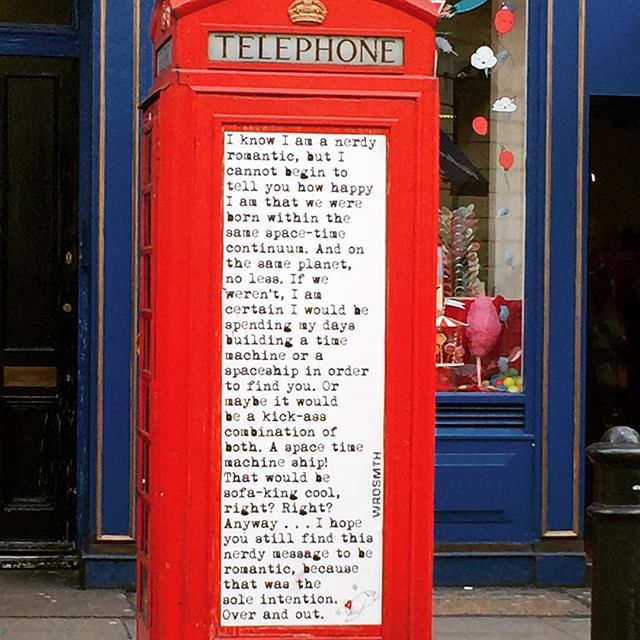 TELEPHONE
I know I am a nerdy
romantic, but I
cannot begin to
tell you how happy
I am that we were
born within the
same space-time
continuum. And on
the same planet,
no less. If we
weren't, I am
certain I would be
spending my days
building a time
machine or a
spaceship in order
to find you. Or
maybe it would
be a kick-ass
combination of
both. A space time
machine ship!
That would be
sofa-king cool,
right? Right?
Anyway . . . I hope
you still find this
nerdy message to be
romantic, because
that was the
sole intention.
Over and out.
WRDSMTH